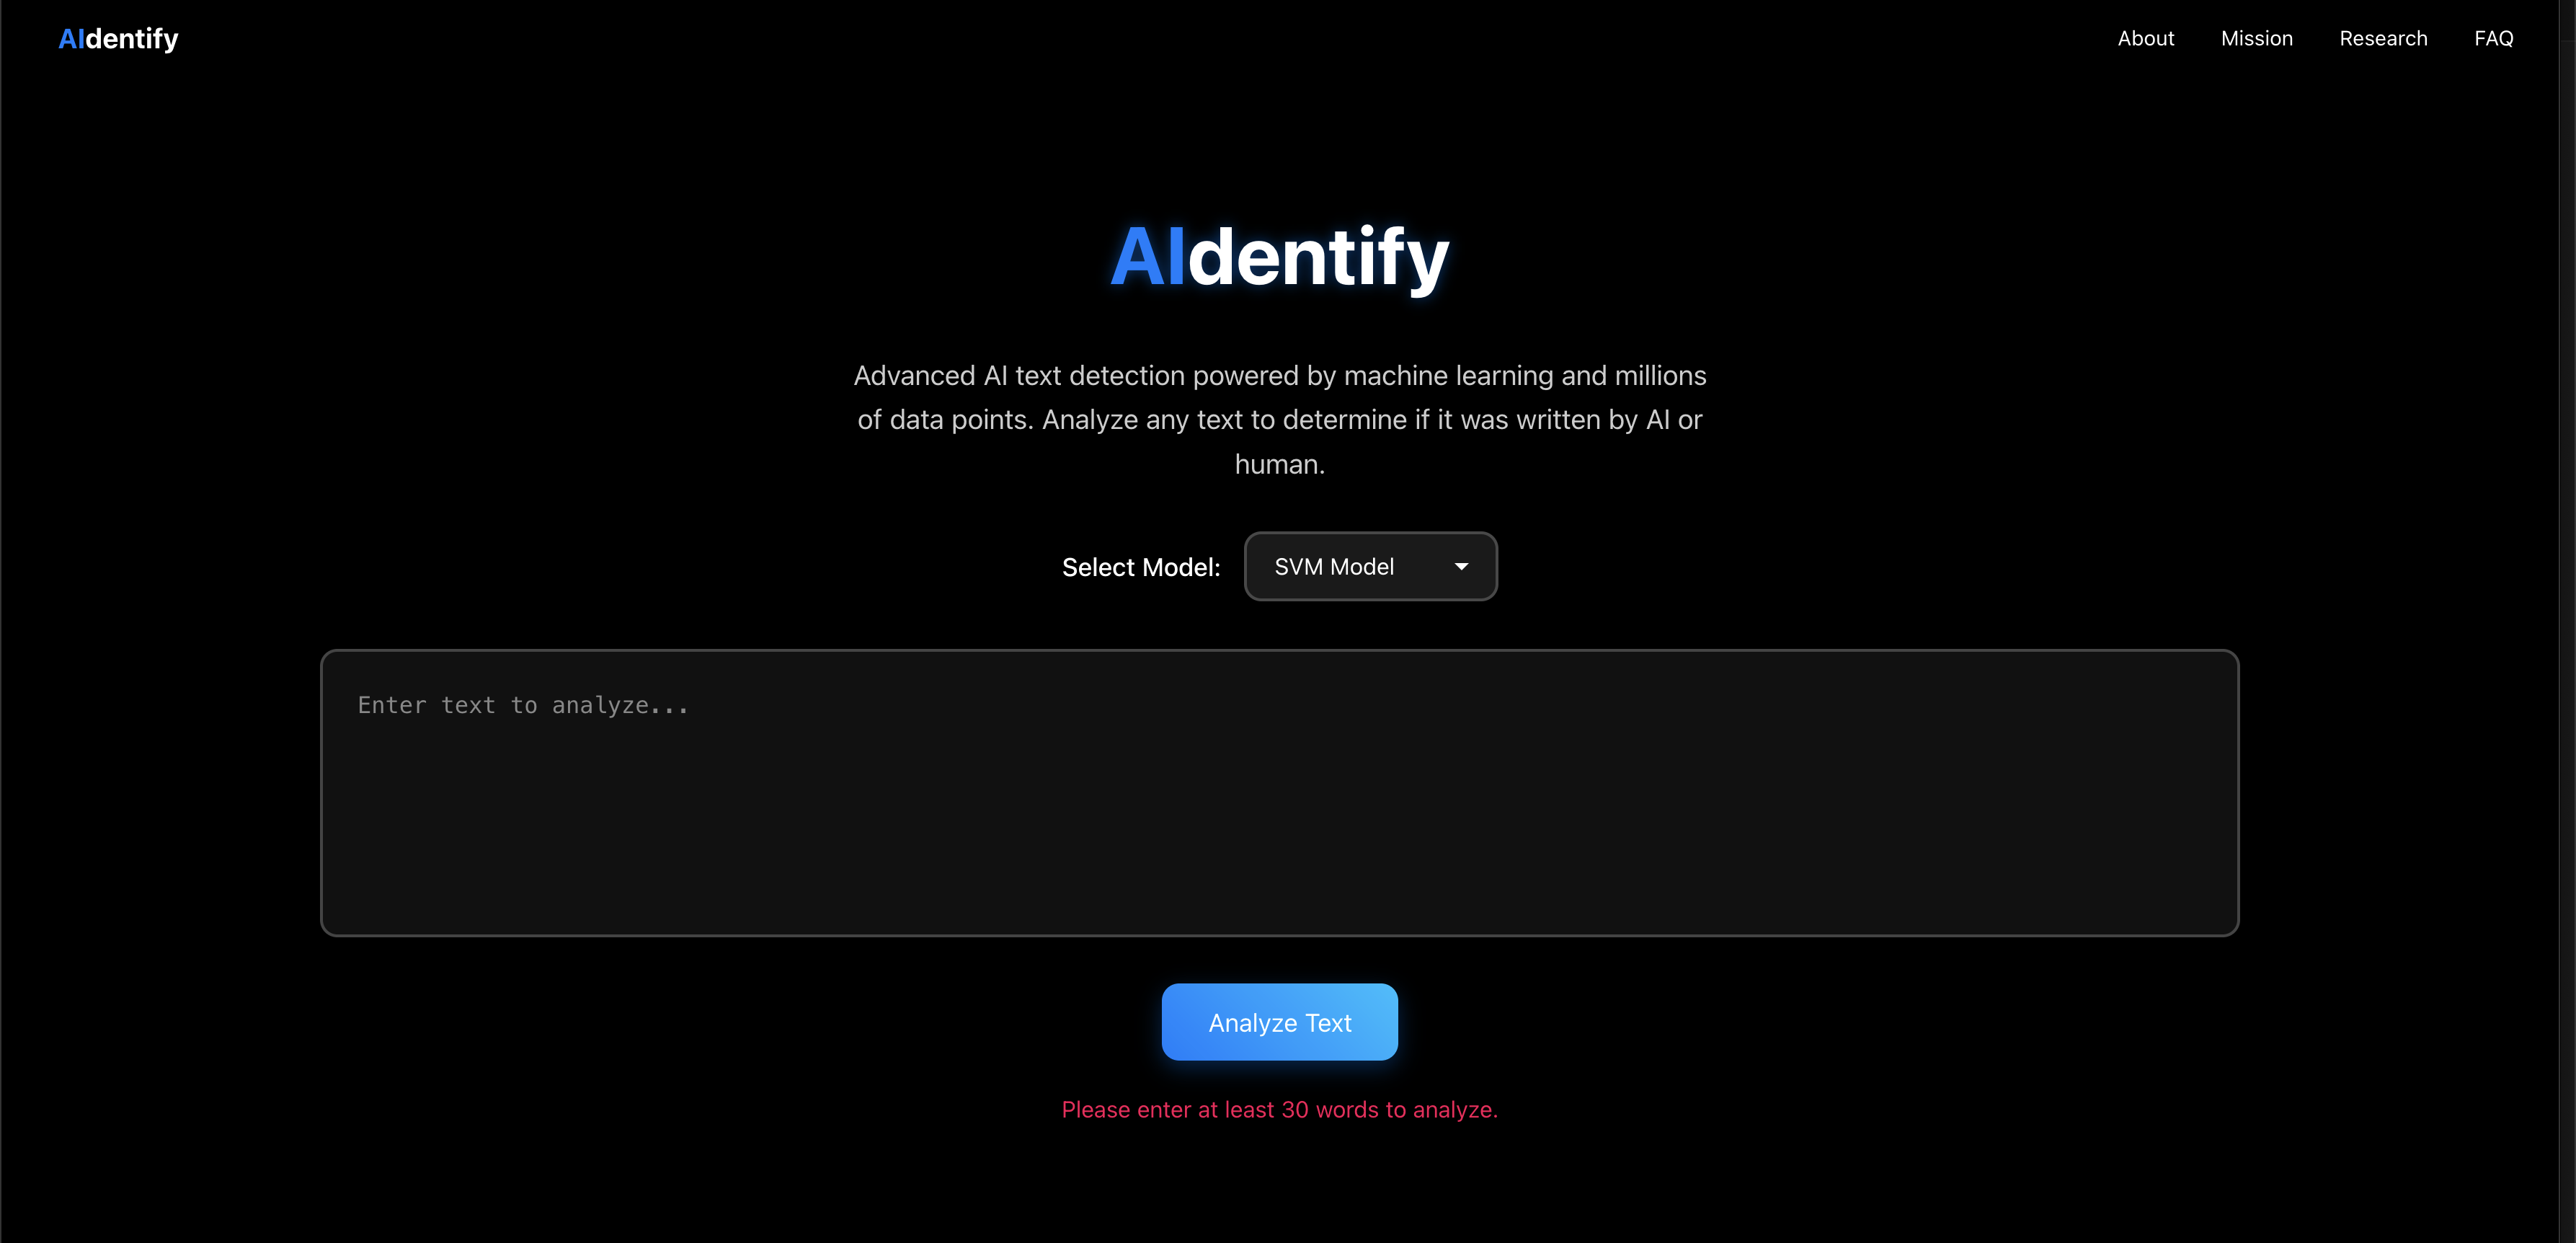 AIdentify
About Mission Research FAQ
AIdentify
Advanced AI text detection powered by machine learning and millions
of data points. Analyze any text to determine if it was written by AI or
human.
Select Model: SVM Model
Enter text to analyze...
Analyze Text
Please enter at least 30 words to analyze.